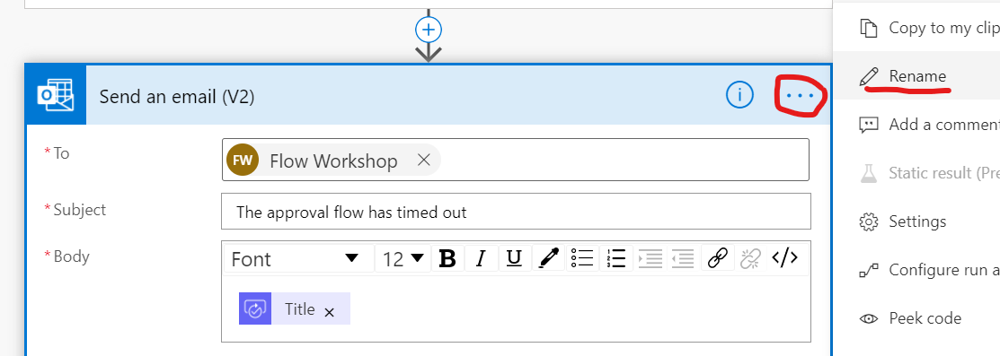 Send an email (V2)
* To
FW Flow Workshop
* Subject
The approval flow has timed out
* Body
Font 12 B I U </>
Title
Copy to my clip
Rename
Add a comment
Static result (Pre
Settings
Configure run a
Peek code